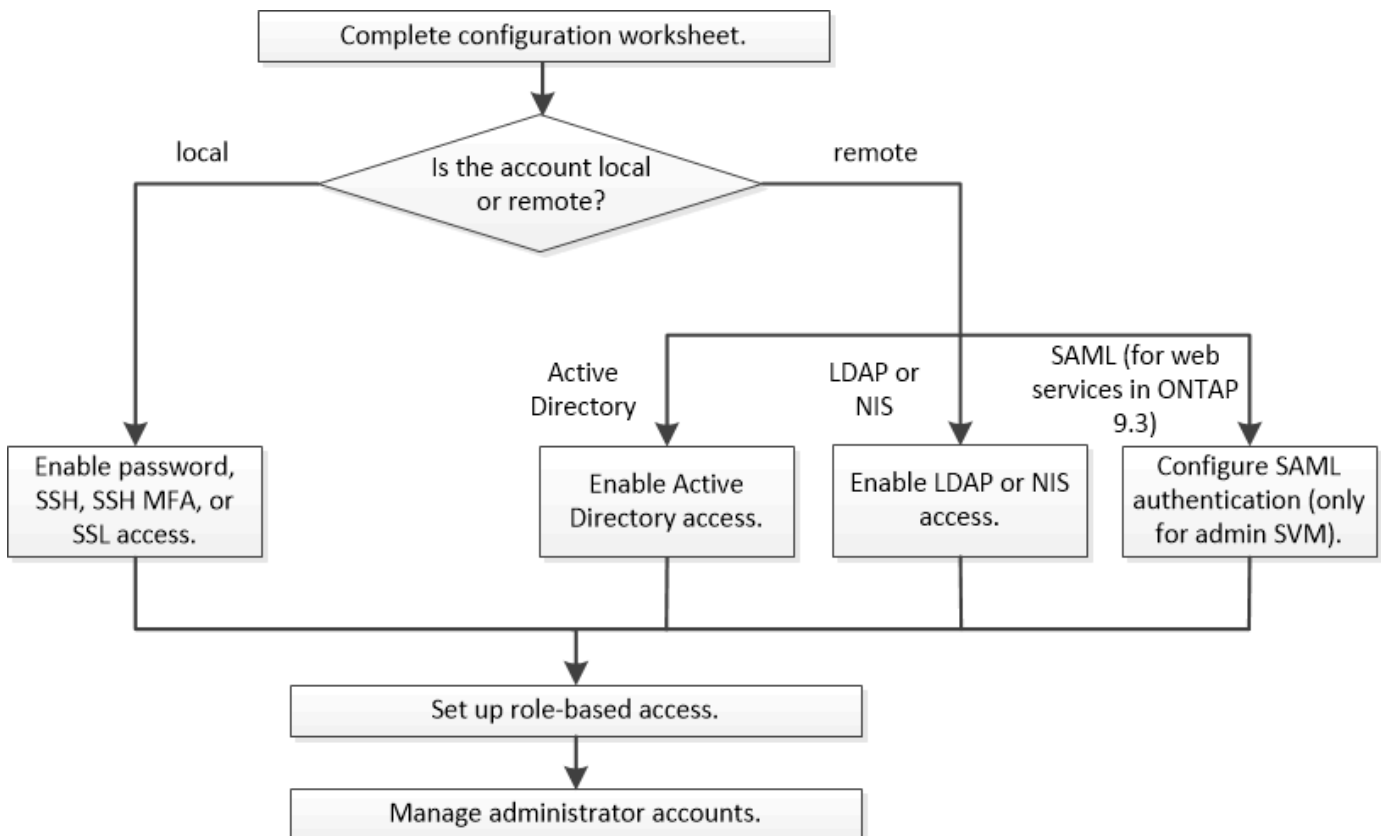 Complete configuration worksheet.
local
remote
Is the account local
or remote?
Active
Directory
LDAP or
NIS
SAML (for web
services in ONTAP
9.3)
Enable password,
SSH, SSH MFA, or
SSL access.
Enable Active
Directory access.
Enable LDAP or NIS
access.
Configure SAML
authentication (only
for admin SVM).
Set up role-based access.
Manage administrator accounts.